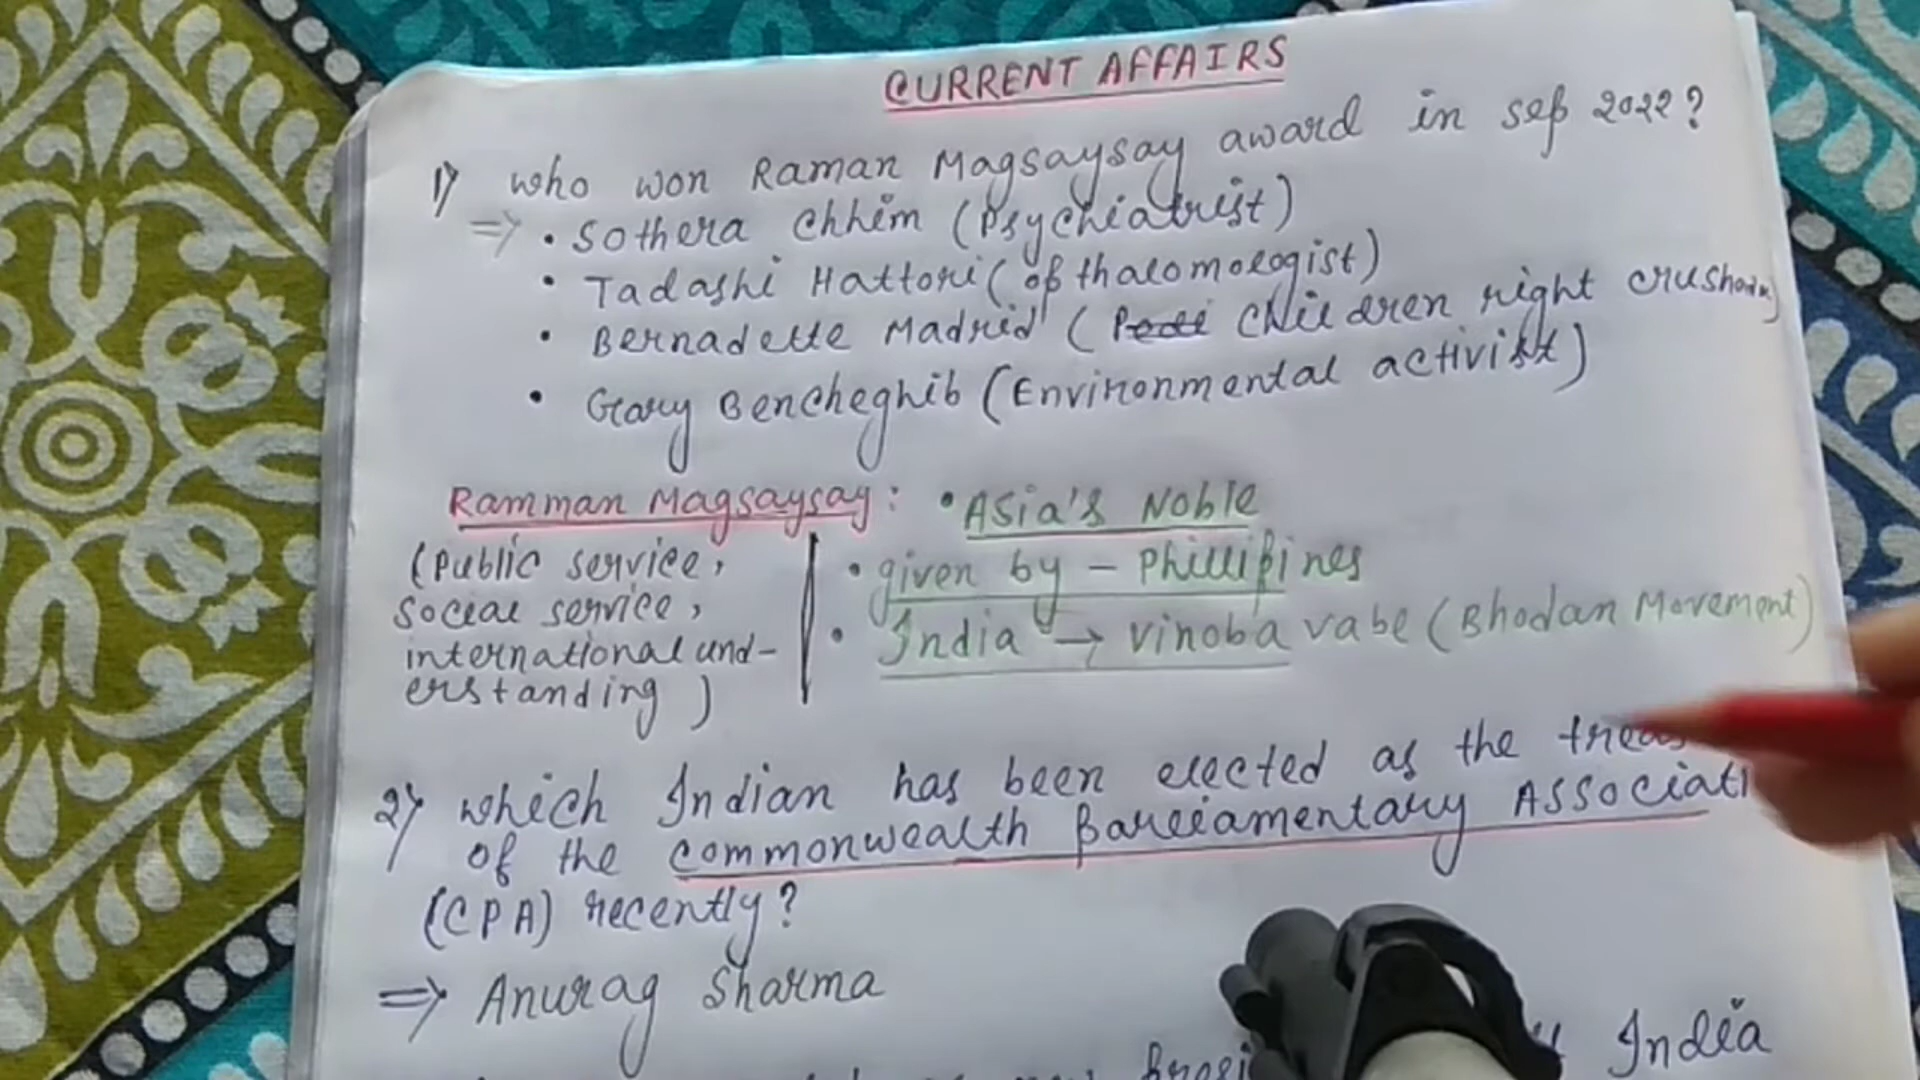 CURRENT AFFAIRS
1) who won Raman Magsaysay award in sep 2022?
⇒ • Sothera Chhim (Psychiatrist)
• Tadashi Hattori (opthalomologist)
• Bernadette Madrid (Children right crushader)
• Gary Bencheghib (Environmental activist)
Ramman Magsaysay: • Asia's Noble
(Public service,
social service,
international und-
erstanding)
• given by - Phillipines
• India → vinoba vabe (Bhodan Movement)
2) which Indian has been elected as the
of the commonwealth Parliamentary
(CPA) recently?
⇒ Anurag Sharma
India